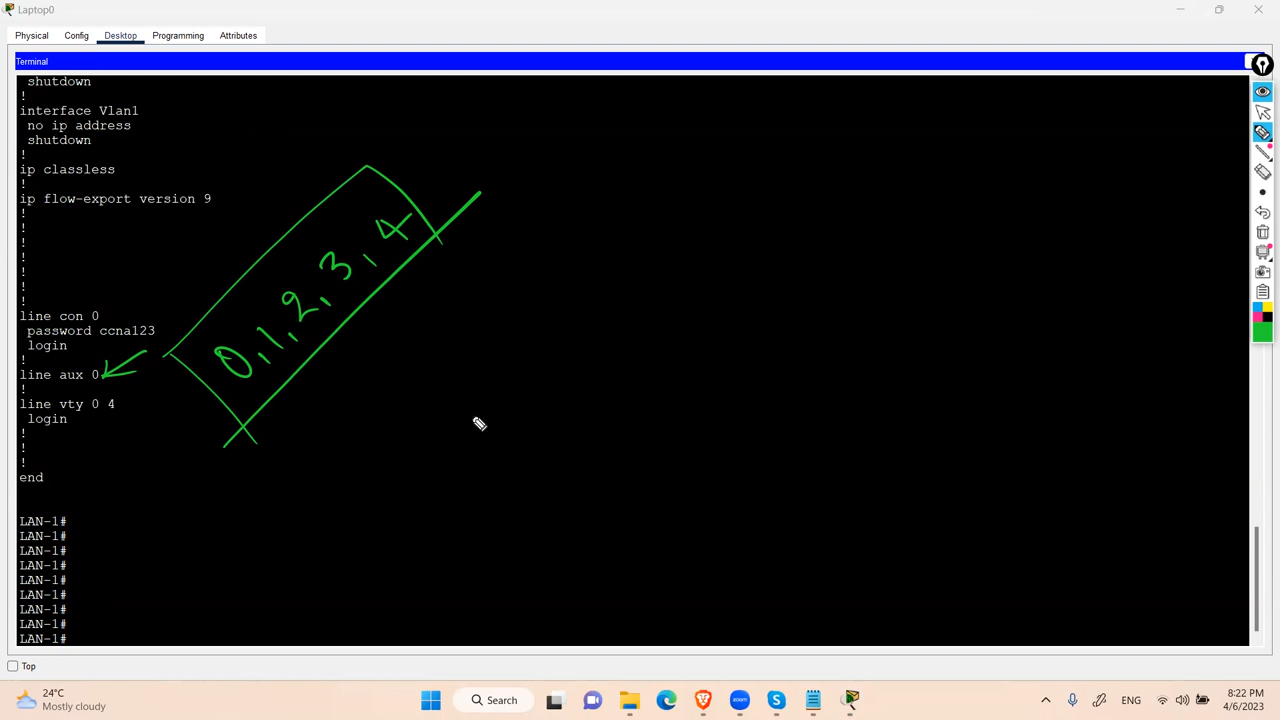 Laptop0
Physical Config Desktop Programming Attributes
Terminal
shutdown
!
interface Vlan1
no ip address
shutdown
!
ip classless
!
ip flow-export version 9
!
!
!
!
!
!
!
line con 0
password ccna123
login
!
line aux 0
!
line vty 0 4
login
!
!
!
end
0,1,2,3,4
LAN-1#
LAN-1#
LAN-1#
LAN-1#
LAN-1#
LAN-1#
LAN-1#
LAN-1#
LAN-1#
Top
24°C
Mostly cloudy
Search
zoom
ENG
8:22 PM
4/6/2023